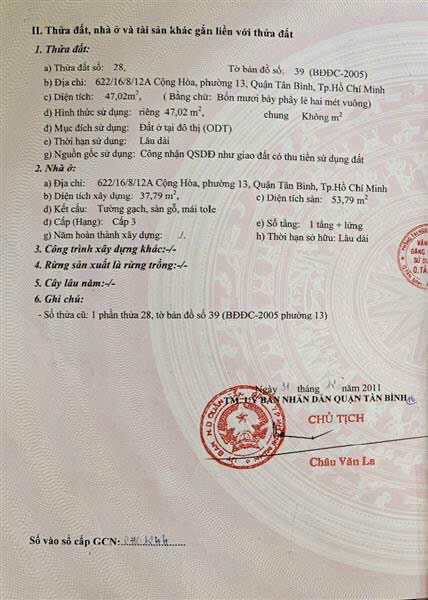 II. Thửa đất, nhà ở và tài sản khác gắn liền với thửa đất
1. Thửa đất:
a) Thửa đất số: 28, Tờ bản đồ số: 39 (BĐĐC-2005)
b) Địa chỉ: 622/16/8/12A Cộng Hòa, phường 13, Quận Tân Bình, Tp.Hồ Chí Minh
c) Diện tích: 47,02m², ( Bằng chữ: Bốn mươi bảy phẩy lẻ hai mét vuông)
d) Hình thức sử dụng: riêng 47,02 m² chung Không m²
đ) Mục đích sử dụng: Đất ở tại đô thị (ODT)
e) Thời hạn sử dụng: Lâu dài
g) Nguồn gốc sử dụng: Công nhận QSDĐ như giao đất có thu tiền sử dụng đất
2. Nhà ở:
a) Địa chỉ: 622/16/8/12A Cộng Hòa, phường 13, Quận Tân Bình, Tp.Hồ Chí Minh
b) Diện tích xây dựng: 37,79 m², c) Diện tích sàn: 53,79 m²
d) Kết cấu: Tường gạch, sàn gỗ, mái tole
đ) Cấp (Hạng): Cấp 3 e) Số tầng: 1 tầng + lửng
g) Năm hoàn thành xây dựng: ./. h) Thời hạn sở hữu: Lâu dài
3. Công trình xây dựng khác:-/-
4. Rừng sản xuất là rừng trồng:-/-
5. Cây lâu năm:-/-
6. Ghi chú:
- Số thửa cũ: 1 phần thửa 28, tờ bản đồ số 39 (BĐĐC-2005 phường 13)
Ngày 31 tháng 12 năm 2011
TM. ỦY BAN NHÂN DÂN QUẬN TÂN BÌNH
CHỦ TỊCH
Châu Văn La
Số vào sổ cấp GCN: